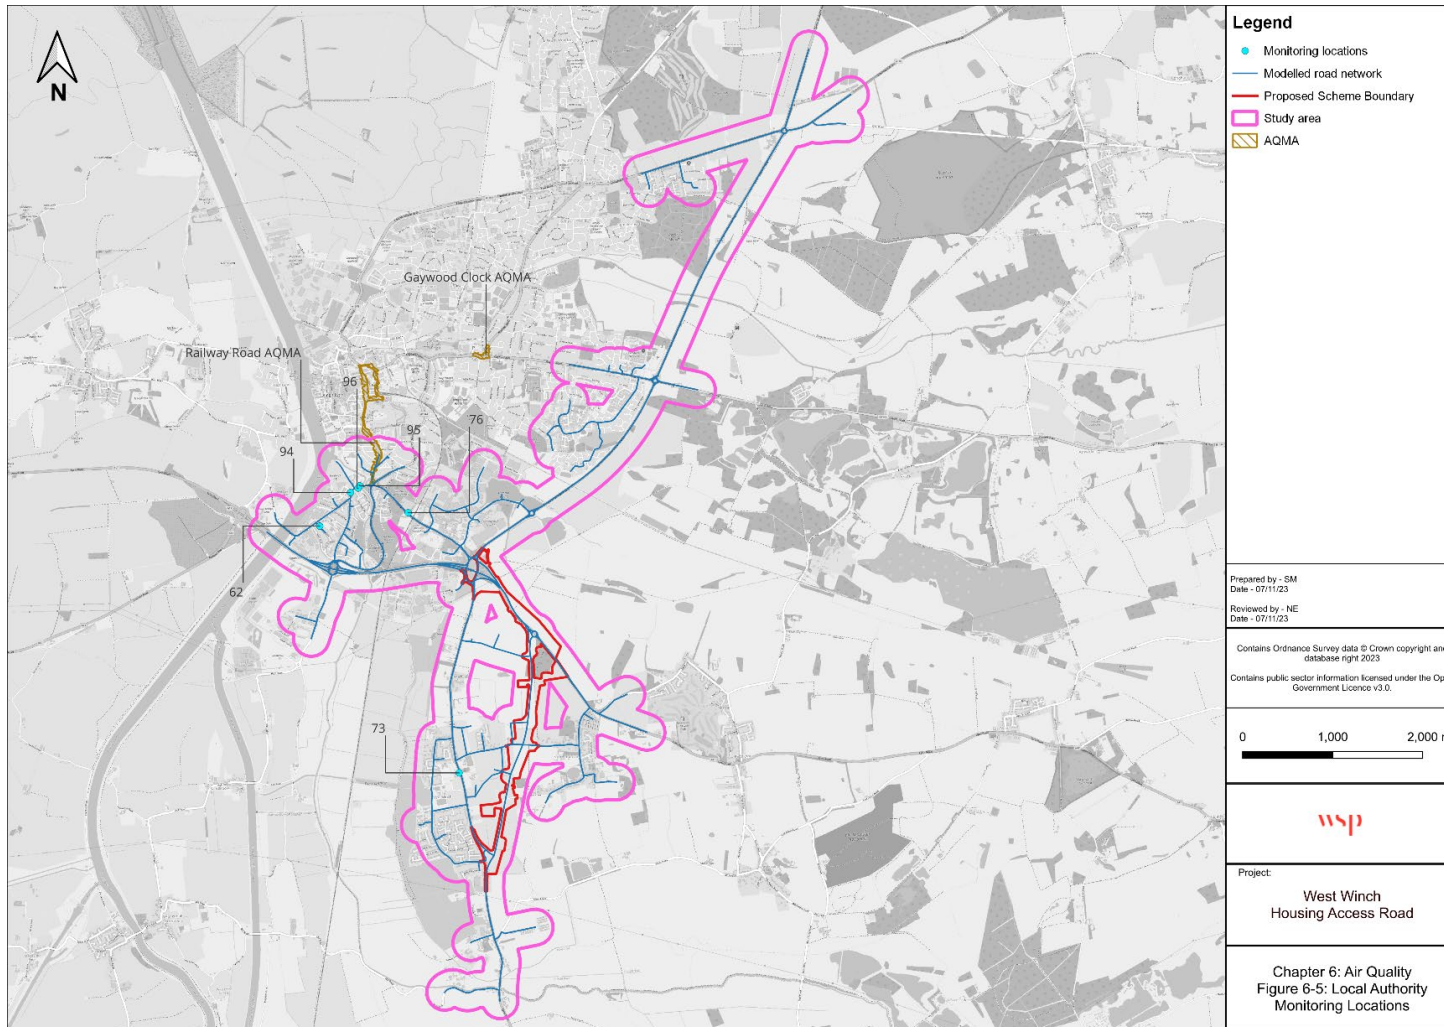 N
Gaywood Clock AQMA
Railway Road AQMA
96
76
95
94
62
73
Legend
Monitoring locations
Modelled road network
Proposed Scheme Boundary
Study area
AQMA
Prepared by - SM
Date - 07/11/23
Reviewed by - NE
Date - 07/11/23
Contains Ordnance Survey data © Crown copyright an
database right 2023
Contains public sector information licensed under the Op
Government Licence v3.0.
0 1,000 2,000 m
wsp
Project:
West Winch
Housing Access Road
Chapter 6: Air Quality
Figure 6-5: Local Authority
Monitoring Locations